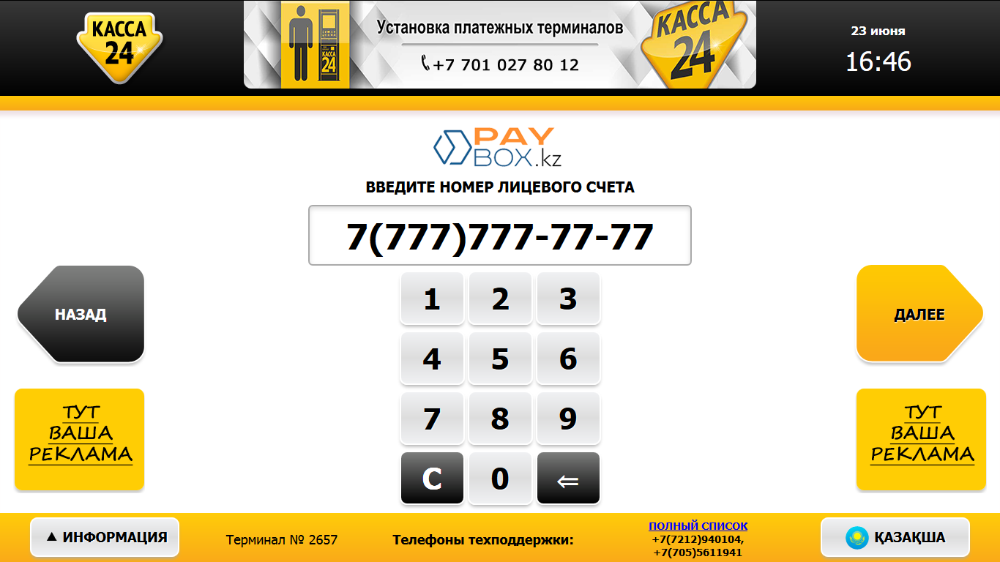 КАССА
24
Установка платежных терминалов
+7 701 027 80 12
КАССА
24
КАССА
24
23 июня
16:46
PAY
BOX.kz
ВВЕДИТЕ НОМЕР ЛИЦЕВОГО СЧЕТА
7(777)777-77-77
1 2 3
НАЗАД
ДАЛЕЕ
4 5 6
7 8 9
C 0 ⇐
ТУТ
ВАША
РЕКЛАМА
ТУТ
ВАША
РЕКЛАМА
▲ ИНФОРМАЦИЯ
Терминал № 2657
Телефоны техподдержки:
ПОЛНЫЙ СПИСОК
+7(7212)940104,
+7(705)5611941
ҚАЗАҚША